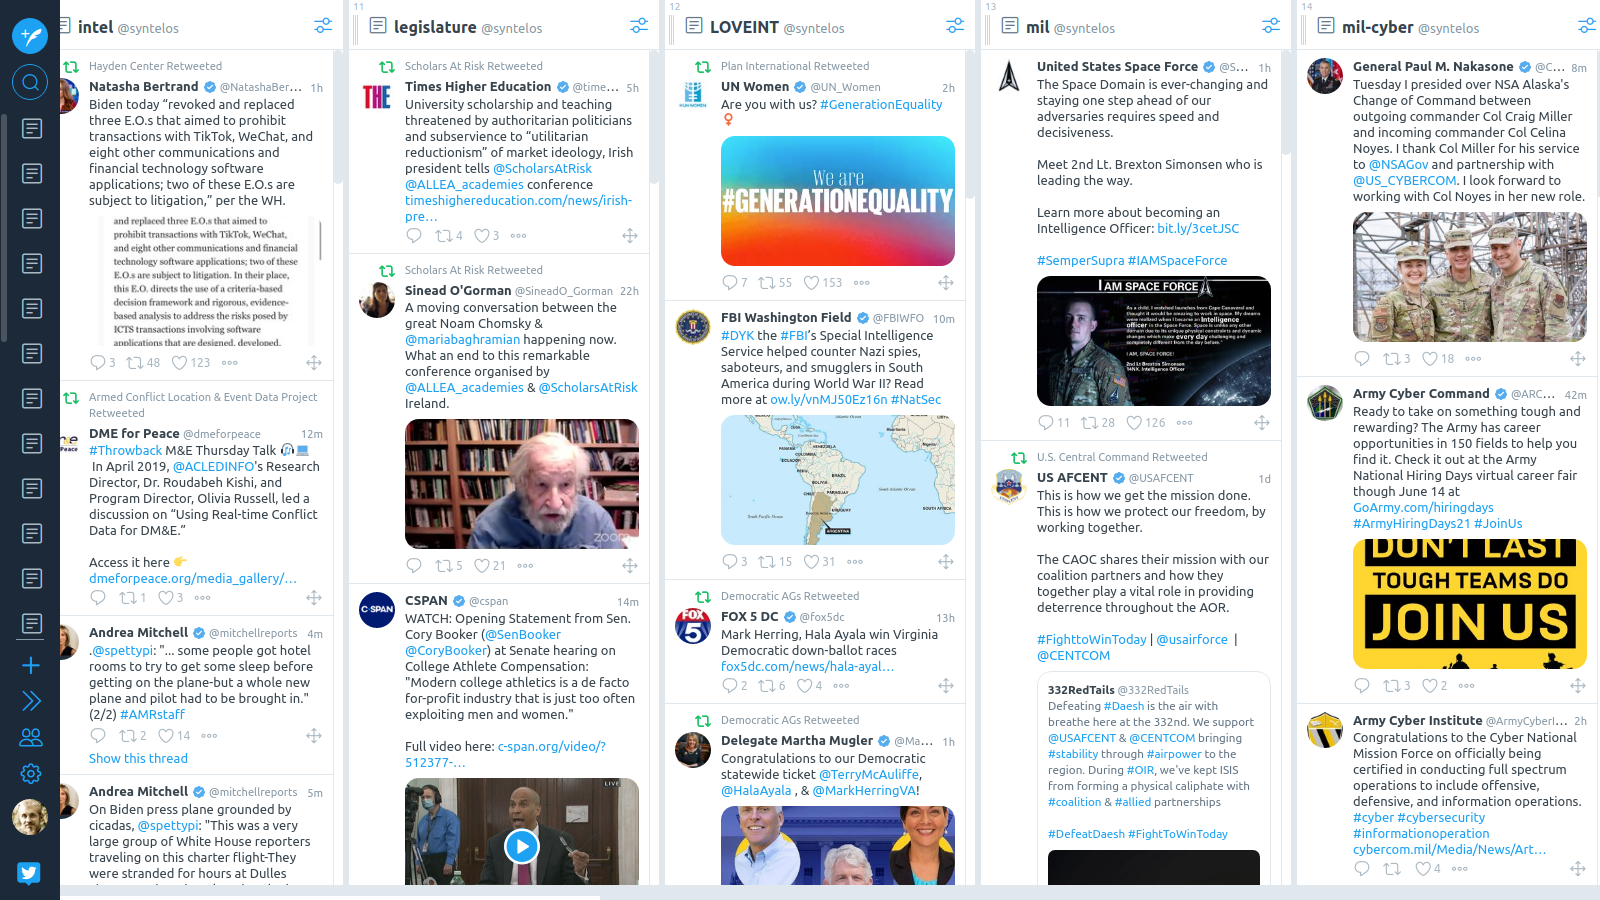 intel @syntelos
Hayden Center Retweeted
Natasha Bertrand @NatashaBer... 1h
Biden today “revoked and replaced
three E.O.s that aimed to prohibit
transactions with TikTok, WeChat, and
eight other communications and
financial technology software
applications; two of these E.O.s are
subject to litigation,” per the WH.
and replaced three E.O.s that aimed to
prohibit transactions with TikTok, WeChat,
and eight other communications and financial
technology software applications; two of these
E.O.s are subject to litigation. In their place,
this E.O. directs the use of a criteria-based
decision framework and rigorous, evidence-
based analysis to address the risks posed by
ICTS transactions involving software
applications that are designed, developed,
3 48 123
Armed Conflict Location & Event Data Project
Retweeted
DME for Peace @dmeforpeace 12m
#Throwback M&E Thursday Talk
In April 2019, @ACLEDINFO's Research
Director, Dr. Roudabeh Kishi, and
Program Director, Olivia Russell, led a
discussion on “Using Real-time Conflict
Data for DM&E.”
Access it here
dmeforpeace.org/media_gallery/…
1 3
Andrea Mitchell @mitchellreports 4m
.@spettypi: "... some people got hotel
rooms to try to get some sleep before
getting on the plane-but a whole new
plane and pilot had to be brought in."
(2/2) #AMRstaff
2 14
Show this thread
Andrea Mitchell @mitchellreports 5m
On Biden press plane grounded by
cicadas, @spettypi: "This was a very
large group of White House reporters
traveling on this charter flight-They
were stranded for hours at Dulles
11
legislature @syntelos
Scholars At Risk Retweeted
THE
Times Higher Education @time... 5h
University scholarship and teaching
threatened by authoritarian politicians
and subservience to “utilitarian
reductionism” of market ideology, Irish
president tells @ScholarsAtRisk
@ALLEA_academies conference
timeshighereducation.com/news/irish-
pre…
4 3
Scholars At Risk Retweeted
Sinead O'Gorman @SineadO_Gorman 22h
A moving conversation between the
great Noam Chomsky &
@mariabaghramian happening now.
What an end to this remarkable
conference organised by
@ALLEA_academies & @ScholarsAtRisk
Ireland.
zoom
5 21
C-SPAN
CSPAN @cspan 14m
WATCH: Opening Statement from Sen.
Cory Booker (@SenBooker
@CoryBooker) at Senate hearing on
College Athlete Compensation:
"Modern college athletics is a de facto
for-profit industry that is just too often
exploiting men and women."
Full video here: c-span.org/video/?
512377-…
LIVE
12
LOVEINT @syntelos
Plan International Retweeted
UN Women @UN_Women 2h
Are you with us? #GenerationEquality
We are
#GENERATIONEQUALITY
7 55 153
FBI Washington Field @FBIWFO 10m
#DYK the #FBI's Special Intelligence
Service helped counter Nazi spies,
saboteurs, and smugglers in South
America during World War II? Read
more at ow.ly/vnMJ50Ez16n #NatSec
ARGENTINA
3 15 31
Democratic AGs Retweeted
FOX 5
FOX 5 DC @fox5dc 13h
Mark Herring, Hala Ayala win Virginia
Democratic down-ballot races
fox5dc.com/news/hala-ayal…
2 6 4
Democratic AGs Retweeted
Delegate Martha Mugler @Ma... 1h
Congratulations to our Democratic
statewide ticket @TerryMcAuliffe,
@HalaAyala , & @MarkHerringVA!
13
mil @syntelos
United States Space Force @S... 1h
The Space Domain is ever-changing and
staying one step ahead of our
adversaries requires speed and
decisiveness.
Meet 2nd Lt. Brexton Simonsen who is
leading the way.
Learn more about becoming an
Intelligence Officer: bit.ly/3cetJSC
#SemperSupra #IAMSpaceForce
I AM SPACE FORCE
I AM, SPACE FORCE!
2nd Lt Brexton Simonsen
14NX, Intelligence Officer
11 28 126
U.S. Central Command Retweeted
US AFCENT @USAFCENT 1d
This is how we get the mission done.
This is how we protect our freedom, by
working together.
The CAOC shares their mission with our
coalition partners and how they
together play a vital role in providing
deterrence throughout the AOR.
#FighttoWinToday | @usairforce |
@CENTCOM
332RedTails @332RedTails
Defeating #Daesh is the air with
breathe here at the 332nd. We support
@USAFCENT & @CENTCOM bringing
#stability through #airpower to the
region. During #OIR, we've kept ISIS
from forming a physical caliphate with
#coalition & #allied partnerships
#DefeatDaesh #FightToWinToday
14
mil-cyber @syntelos
General Paul M. Nakasone @C... 8m
Tuesday I presided over NSA Alaska's
Change of Command between
outgoing commander Col Craig Miller
and incoming commander Col Celina
Noyes. I thank Col Miller for his service
to @NSAGov and partnership with
@US_CYBERCOM. I look forward to
working with Col Noyes in her new role.
3 18
Army Cyber Command @ARC... 42m
Ready to take on something tough and
rewarding? The Army has career
opportunities in 150 fields to help you
find it. Check it out at the Army
National Hiring Days virtual career fair
though June 14 at
GoArmy.com/hiringdays
#ArmyHiringDays21 #JoinUs
DON'T LAST
TOUGH TEAMS DO
JOIN US
3 2
Army Cyber Institute @ArmyCyberI... 2h
Congratulations to the Cyber National
Mission Force on officially being
certified in conducting full spectrum
operations to include offensive,
defensive, and information operations.
#cyber #cybersecurity
#informationoperation
cybercom.mil/Media/News/Art…
4